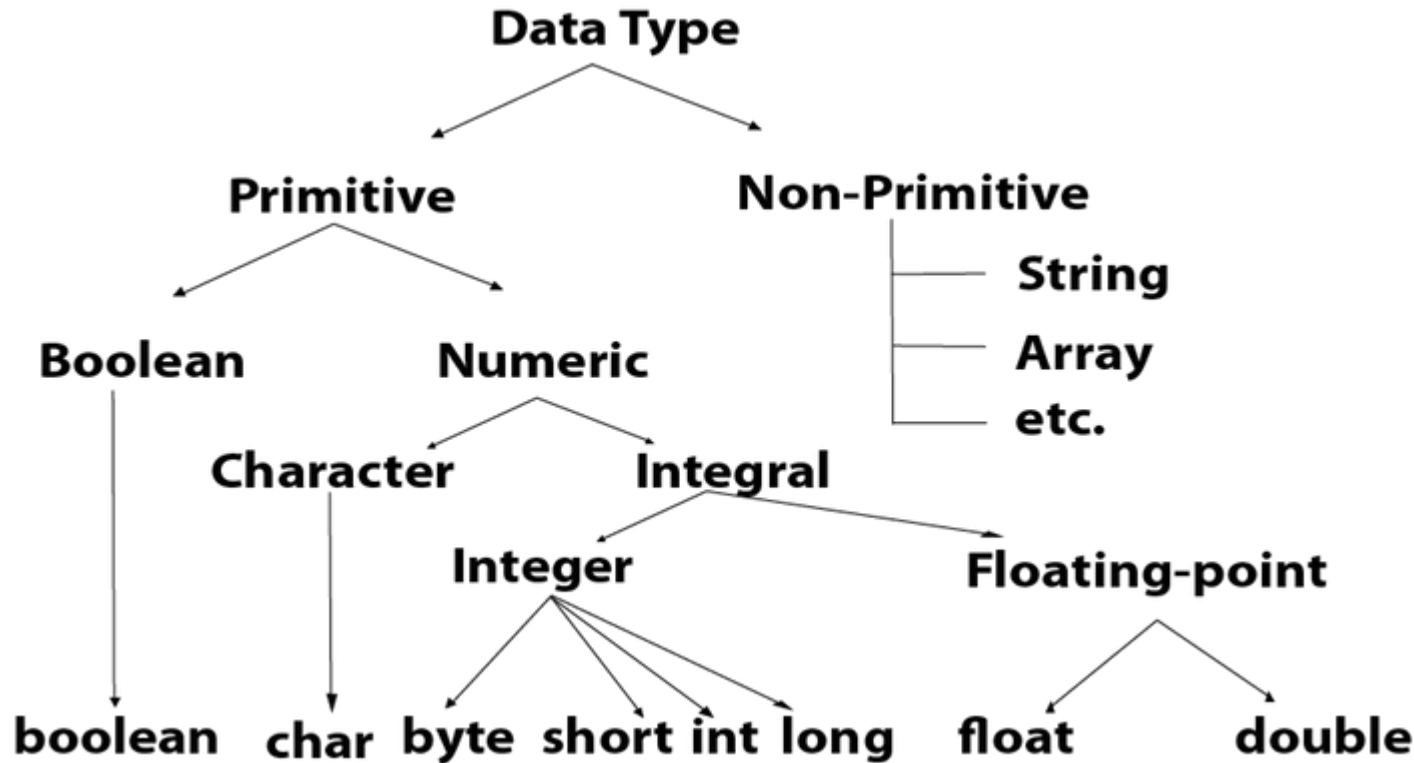 Data Type
Primitive
Non-Primitive
String
Array
etc.
Boolean
Numeric
Character
Integral
Integer
Floating-point
boolean char byte short int long float double